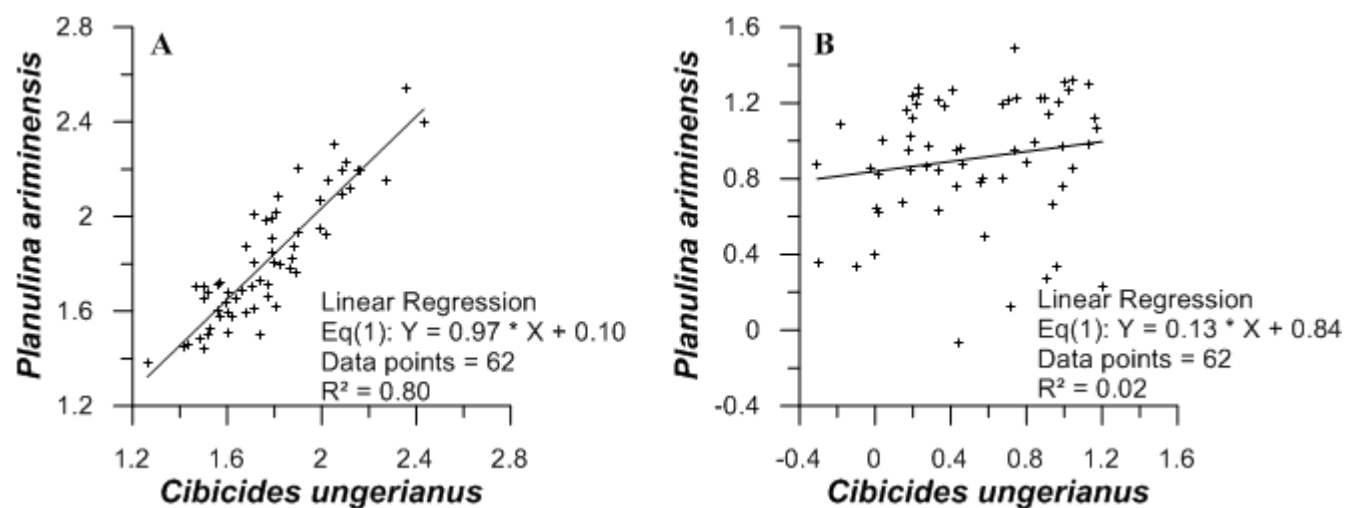 A
Planulina ariminensis
2.8
2.4
2
1.6
1.2
Linear Regression
Eq(1): Y = 0.97 * X + 0.10
Data points = 62
R² = 0.80
1.2 1.6 2 2.4 2.8
Cibicides ungerianus
B
Planulina ariminensis
1.6
1.2
0.8
0.4
0
-0.4
Linear Regression
Eq(1): Y = 0.13 * X + 0.84
Data points = 62
R² = 0.02
-0.4 0 0.4 0.8 1.2 1.6
Cibicides ungerianus